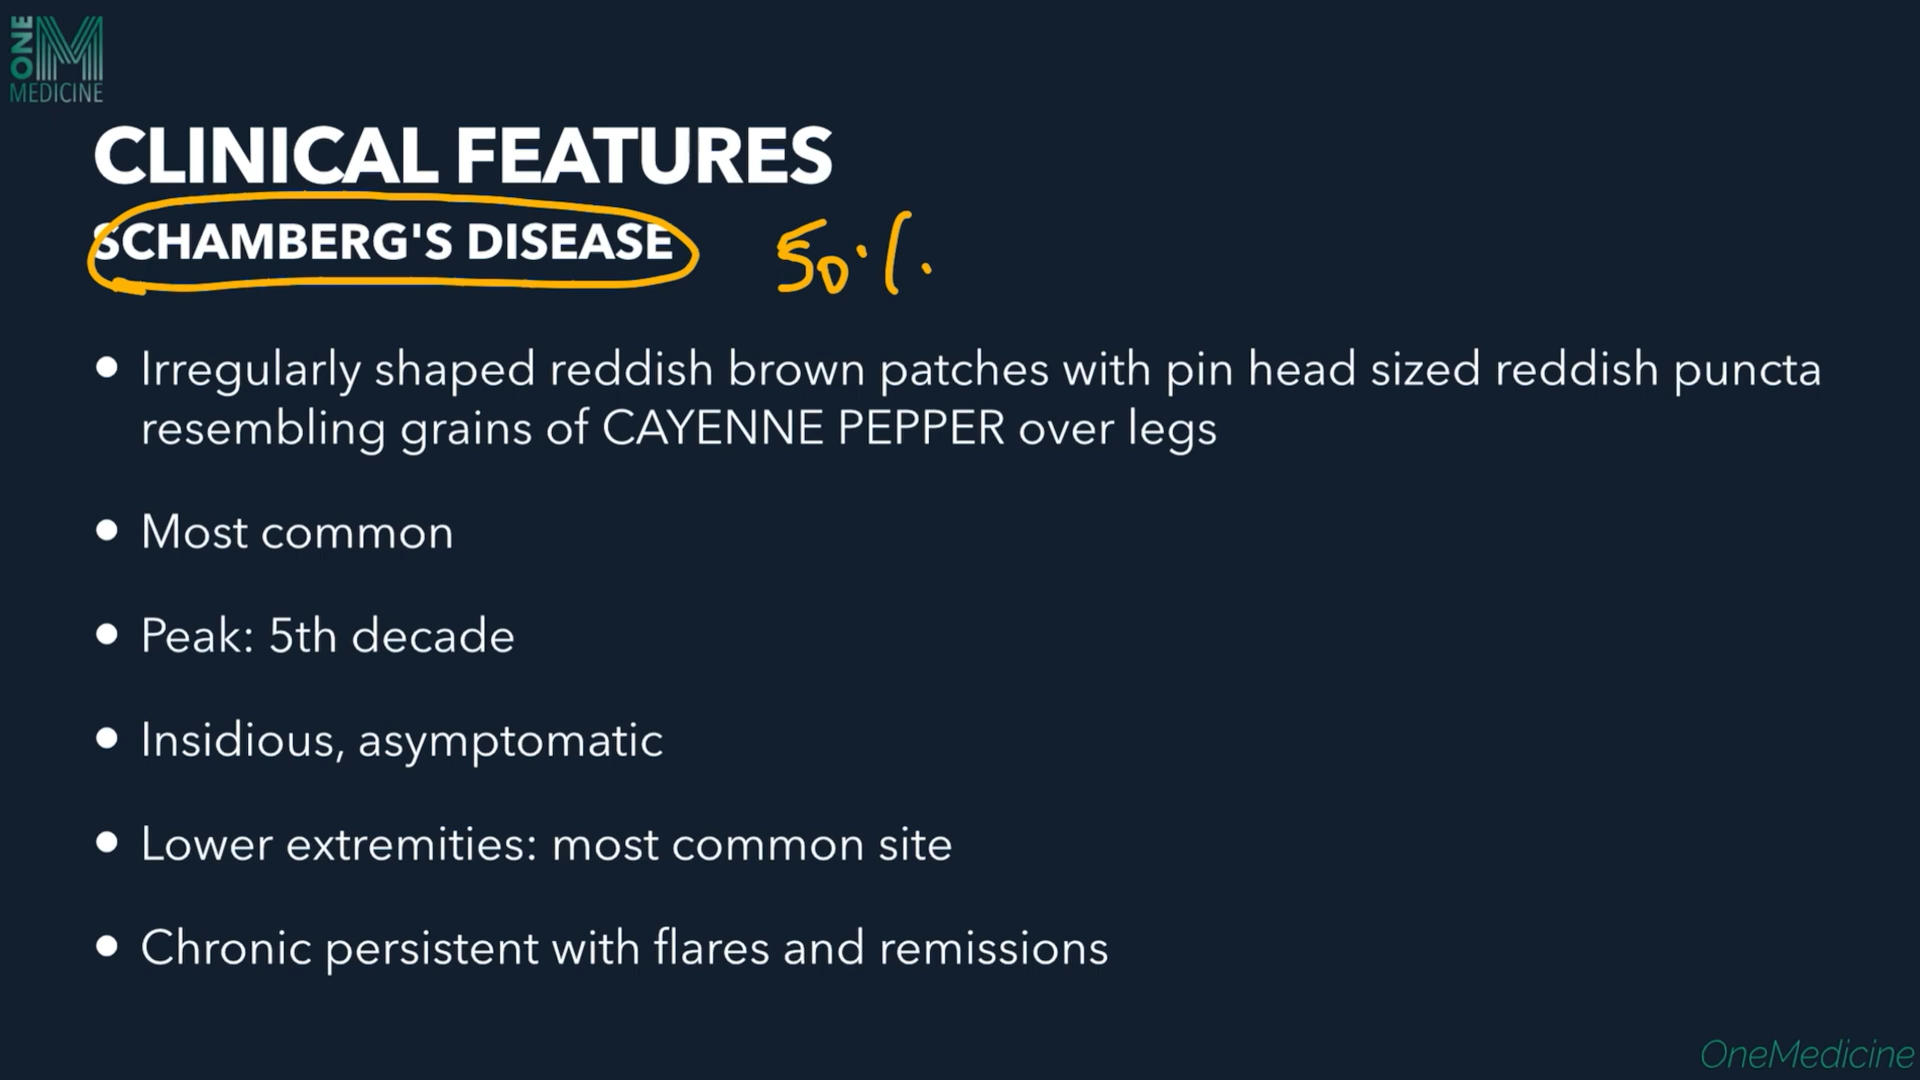 ONE
M
MEDICINE
CLINICAL FEATURES
SCHAMBERG'S DISEASE 50%
• Irregularly shaped reddish brown patches with pin head sized reddish puncta
resembling grains of CAYENNE PEPPER over legs
• Most common
• Peak: 5th decade
• Insidious, asymptomatic
• Lower extremities: most common site
• Chronic persistent with flares and remissions
OneMedicine